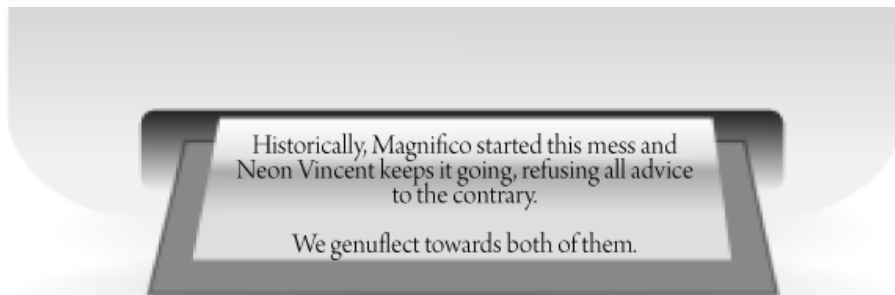 Historically, Magnifico started this mess and
Neon Vincent keeps it going, refusing all advice
to the contrary.
We genuflect towards both of them.